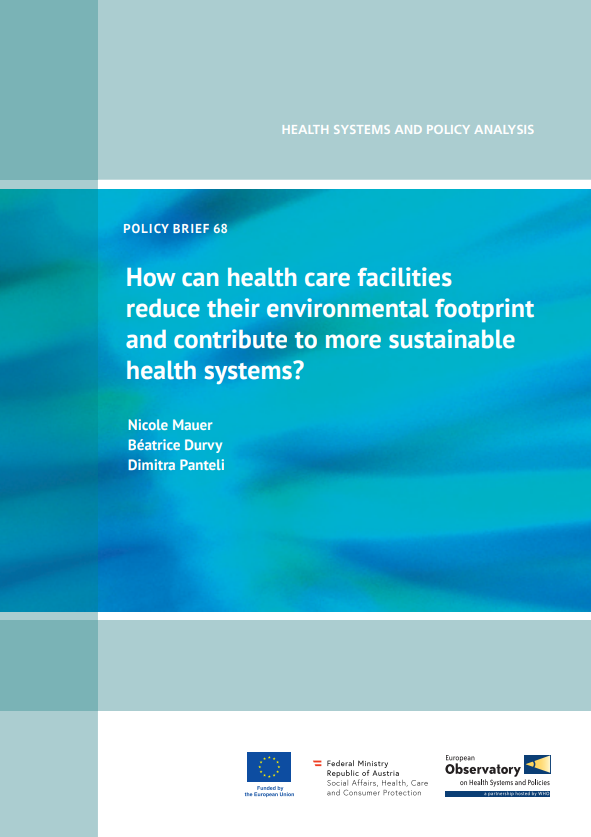 HEALTH SYSTEMS AND POLICY ANALYSIS
POLICY BRIEF 68
How can health care facilities
reduce their environmental footprint
and contribute to more sustainable
health systems?
Nicole Mauer
Béatrice Durvy
Dimitra Panteli
Funded by
the European Union
Federal Ministry
Republic of Austria
Social Affairs, Health, Care
and Consumer Protection
European
Observatory
on Health Systems and Policies
a partnership hosted by WHO